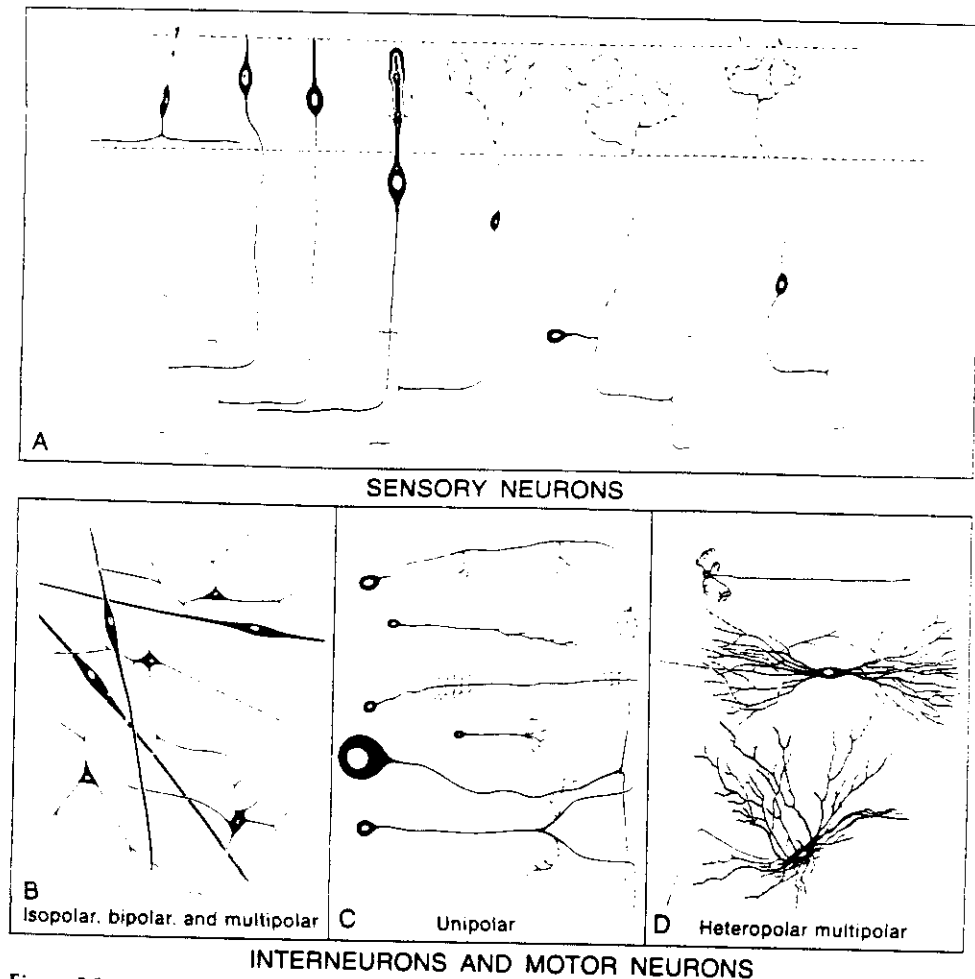 A
SENSORY NEURONS
B
Isopolar, bipolar, and multipolar
C
Unipolar
D
Heteropolar multipolar
INTERNEURONS AND MOTOR NEURONS